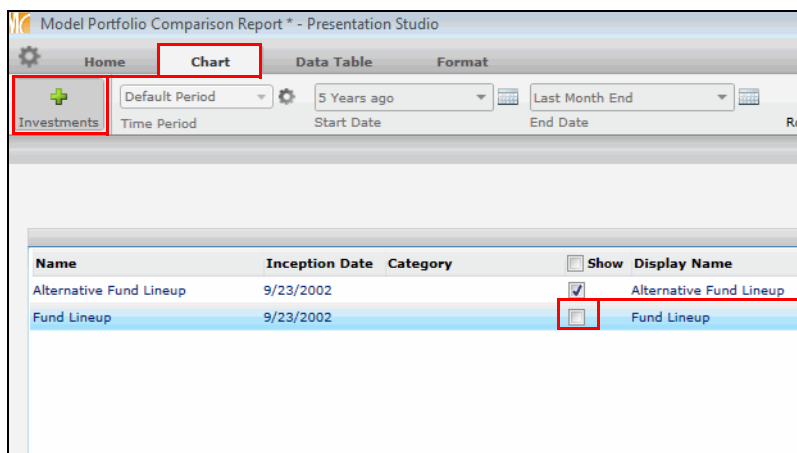 Model Portfolio Comparison Report * - Presentation Studio
Home Chart Data Table Format
Default Period 5 Years ago Last Month End
Investments Time Period Start Date End Date
Name Inception Date Category Show Display Name
Alternative Fund Lineup 9/23/2002 Alternative Fund Lineup
Fund Lineup 9/23/2002 Fund Lineup